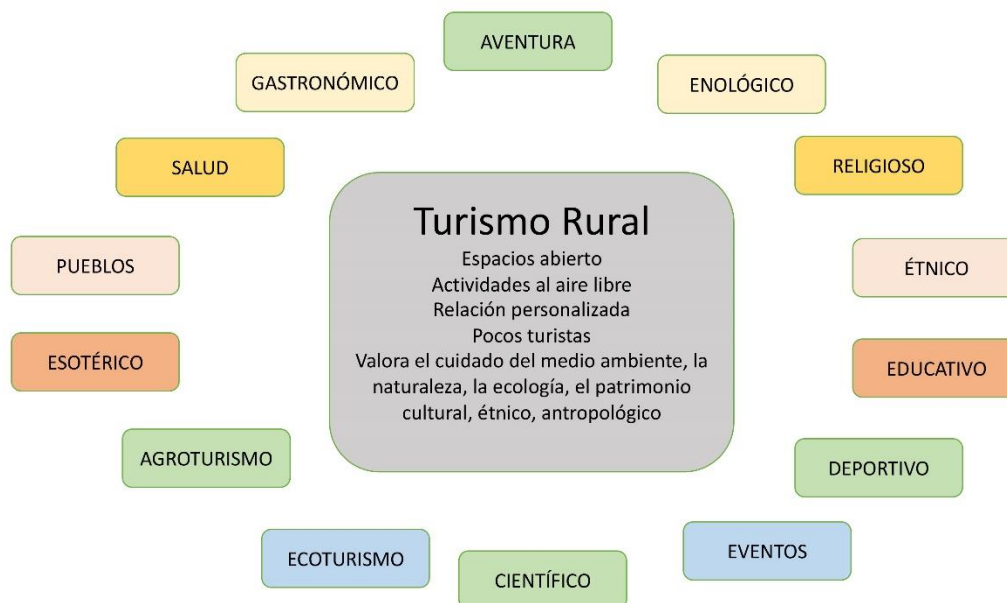 AVENTURA
GASTRONÓMICO
ENOLÓGICO
SALUD
RELIGIOSO
Turismo Rural
Espacios abierto
Actividades al aire libre
Relación personalizada
Pocos turistas
Valora el cuidado del medio ambiente, la
naturaleza, la ecología, el patrimonio
cultural, étnico, antropológico
PUEBLOS
ÉTNICO
ESOTÉRICO
EDUCATIVO
AGROTURISMO
DEPORTIVO
ECOTURISMO
EVENTOS
CIENTÍFICO